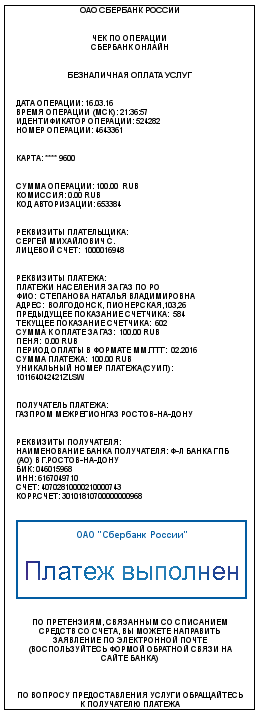 ОАО СБЕРБАНК РОССИИ
ЧЕК ПО ОПЕРАЦИИ
СБЕРБАНК ОНЛАЙН
БЕЗНАЛИЧНАЯ ОПЛАТА УСЛУГ
ДАТА ОПЕРАЦИИ: 16.03.16
ВРЕМЯ ОПЕРАЦИИ (МСК): 21:36:57
ИДЕНТИФИКАТОР ОПЕРАЦИИ: 524282
НОМЕР ОПЕРАЦИИ: 4643361
КАРТА: **** 9600
СУММА ОПЕРАЦИИ: 100.00 RUB
КОМИССИЯ: 0.00 RUB
КОД АВТОРИЗАЦИИ: 653384
РЕКВИЗИТЫ ПЛАТЕЛЬЩИКА:
СЕРГЕЙ МИХАЙЛОВИЧ С.
ЛИЦЕВОЙ СЧЕТ: 1000016948
РЕКВИЗИТЫ ПЛАТЕЖА:
ПЛАТЕЖИ НАСЕЛЕНИЯ ЗА ГАЗ ПО РО
ФИО: СТЕПАНОВА НАТАЛЬЯ ВЛАДИМИРОВНА
АДРЕС: ВОЛГОДОНСК, ПИОНЕРСКАЯ,103,26
ПРЕДЫДУЩЕЕ ПОКАЗАНИЕ СЧЕТЧИКА: 584
ТЕКУЩЕЕ ПОКАЗАНИЕ СЧЕТЧИКА: 602
СУММА К ОПЛАТЕ ЗА ГАЗ: 100.00 RUB
ПЕНЯ: 0.00 RUB
ПЕРИОД ОПЛАТЫ В ФОРМАТЕ ММ.ГГГГ: 02.2016
СУММА ПЛАТЕЖА: 100.00 RUB
УНИКАЛЬНЫЙ НОМЕР ПЛАТЕЖА (СУИП):
101164042421ZLSW
ПОЛУЧАТЕЛЬ ПЛАТЕЖА:
ГАЗПРОМ МЕЖРЕГИОНГАЗ РОСТОВ-НА-ДОНУ
РЕКВИЗИТЫ ПОЛУЧАТЕЛЯ:
НАИМЕНОВАНИЕ БАНКА ПОЛУЧАТЕЛЯ: Ф-Л БАНКА ГПБ
(АО) В Г.РОСТОВ-НА-ДОНУ
БИК: 046015968
ИНН: 6167049710
СЧЕТ: 40702810000210000743
КОРР.СЧЕТ: 30101810700000000968
ОАО "Сбербанк России"
Платеж выполнен
ПО ПРЕТЕНЗИЯМ, СВЯЗАННЫМ СО СПИСАНИЕМ
СРЕДСТВ СО СЧЕТА, ВЫ МОЖЕТЕ НАПРАВИТЬ
ЗАЯВЛЕНИЕ ПО ЭЛЕКТРОННОЙ ПОЧТЕ
(ВОСПОЛЬЗУЙТЕСЬ ФОРМОЙ ОБРАТНОЙ СВЯЗИ НА
САЙТЕ БАНКА)
ПО ВОПРОСУ ПРЕДОСТАВЛЕНИЯ УСЛУГИ ОБРАЩАЙТЕСЬ
К ПОЛУЧАТЕЛЮ ПЛАТЕЖА